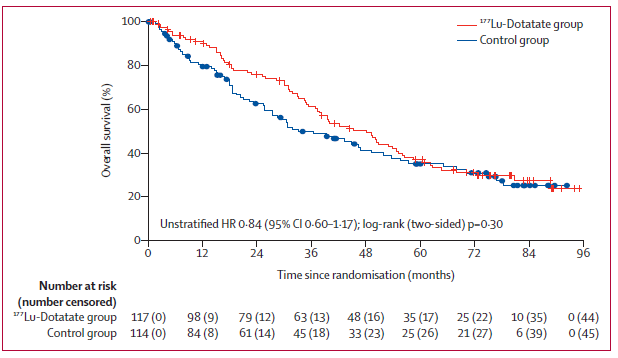 100
80
60
40
20
0
Overall survival (%)
¹⁷⁷Lu-Dotatate group
Control group
Unstratified HR 0·84 (95% CI 0·60–1·17); log-rank (two-sided) p=0·30
0 12 24 36 48 60 72 84 96
Time since randomisation (months)
Number at risk
(number censored)
¹⁷⁷Lu-Dotatate group 117 (0) 98 (9) 79 (12) 63 (13) 48 (16) 35 (17) 25 (22) 10 (35) 0 (44)
Control group 114 (0) 84 (8) 61 (14) 45 (18) 33 (23) 25 (26) 21 (27) 6 (39) 0 (45)